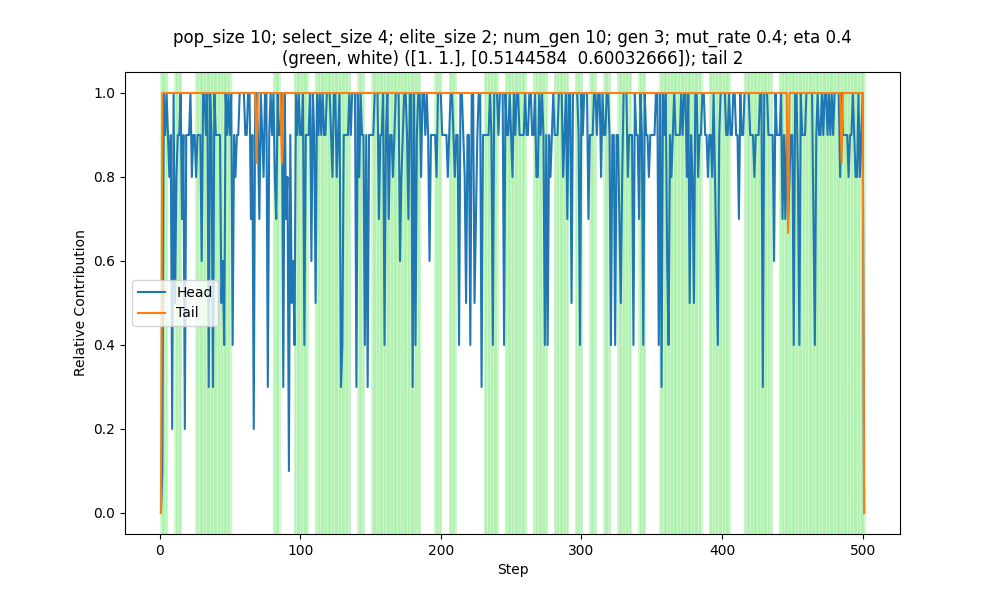 pop_size 10; select_size 4; elite_size 2; num_gen 10; gen 3; mut_rate 0.4; eta 0.4
(green, white) ([1. 1.], [0.5144584  0.60032666]); tail 2
Relative Contribution
1.0
0.8
0.6
0.4
0.2
0.0
Head
Tail
0
100
200
300
400
500
Step